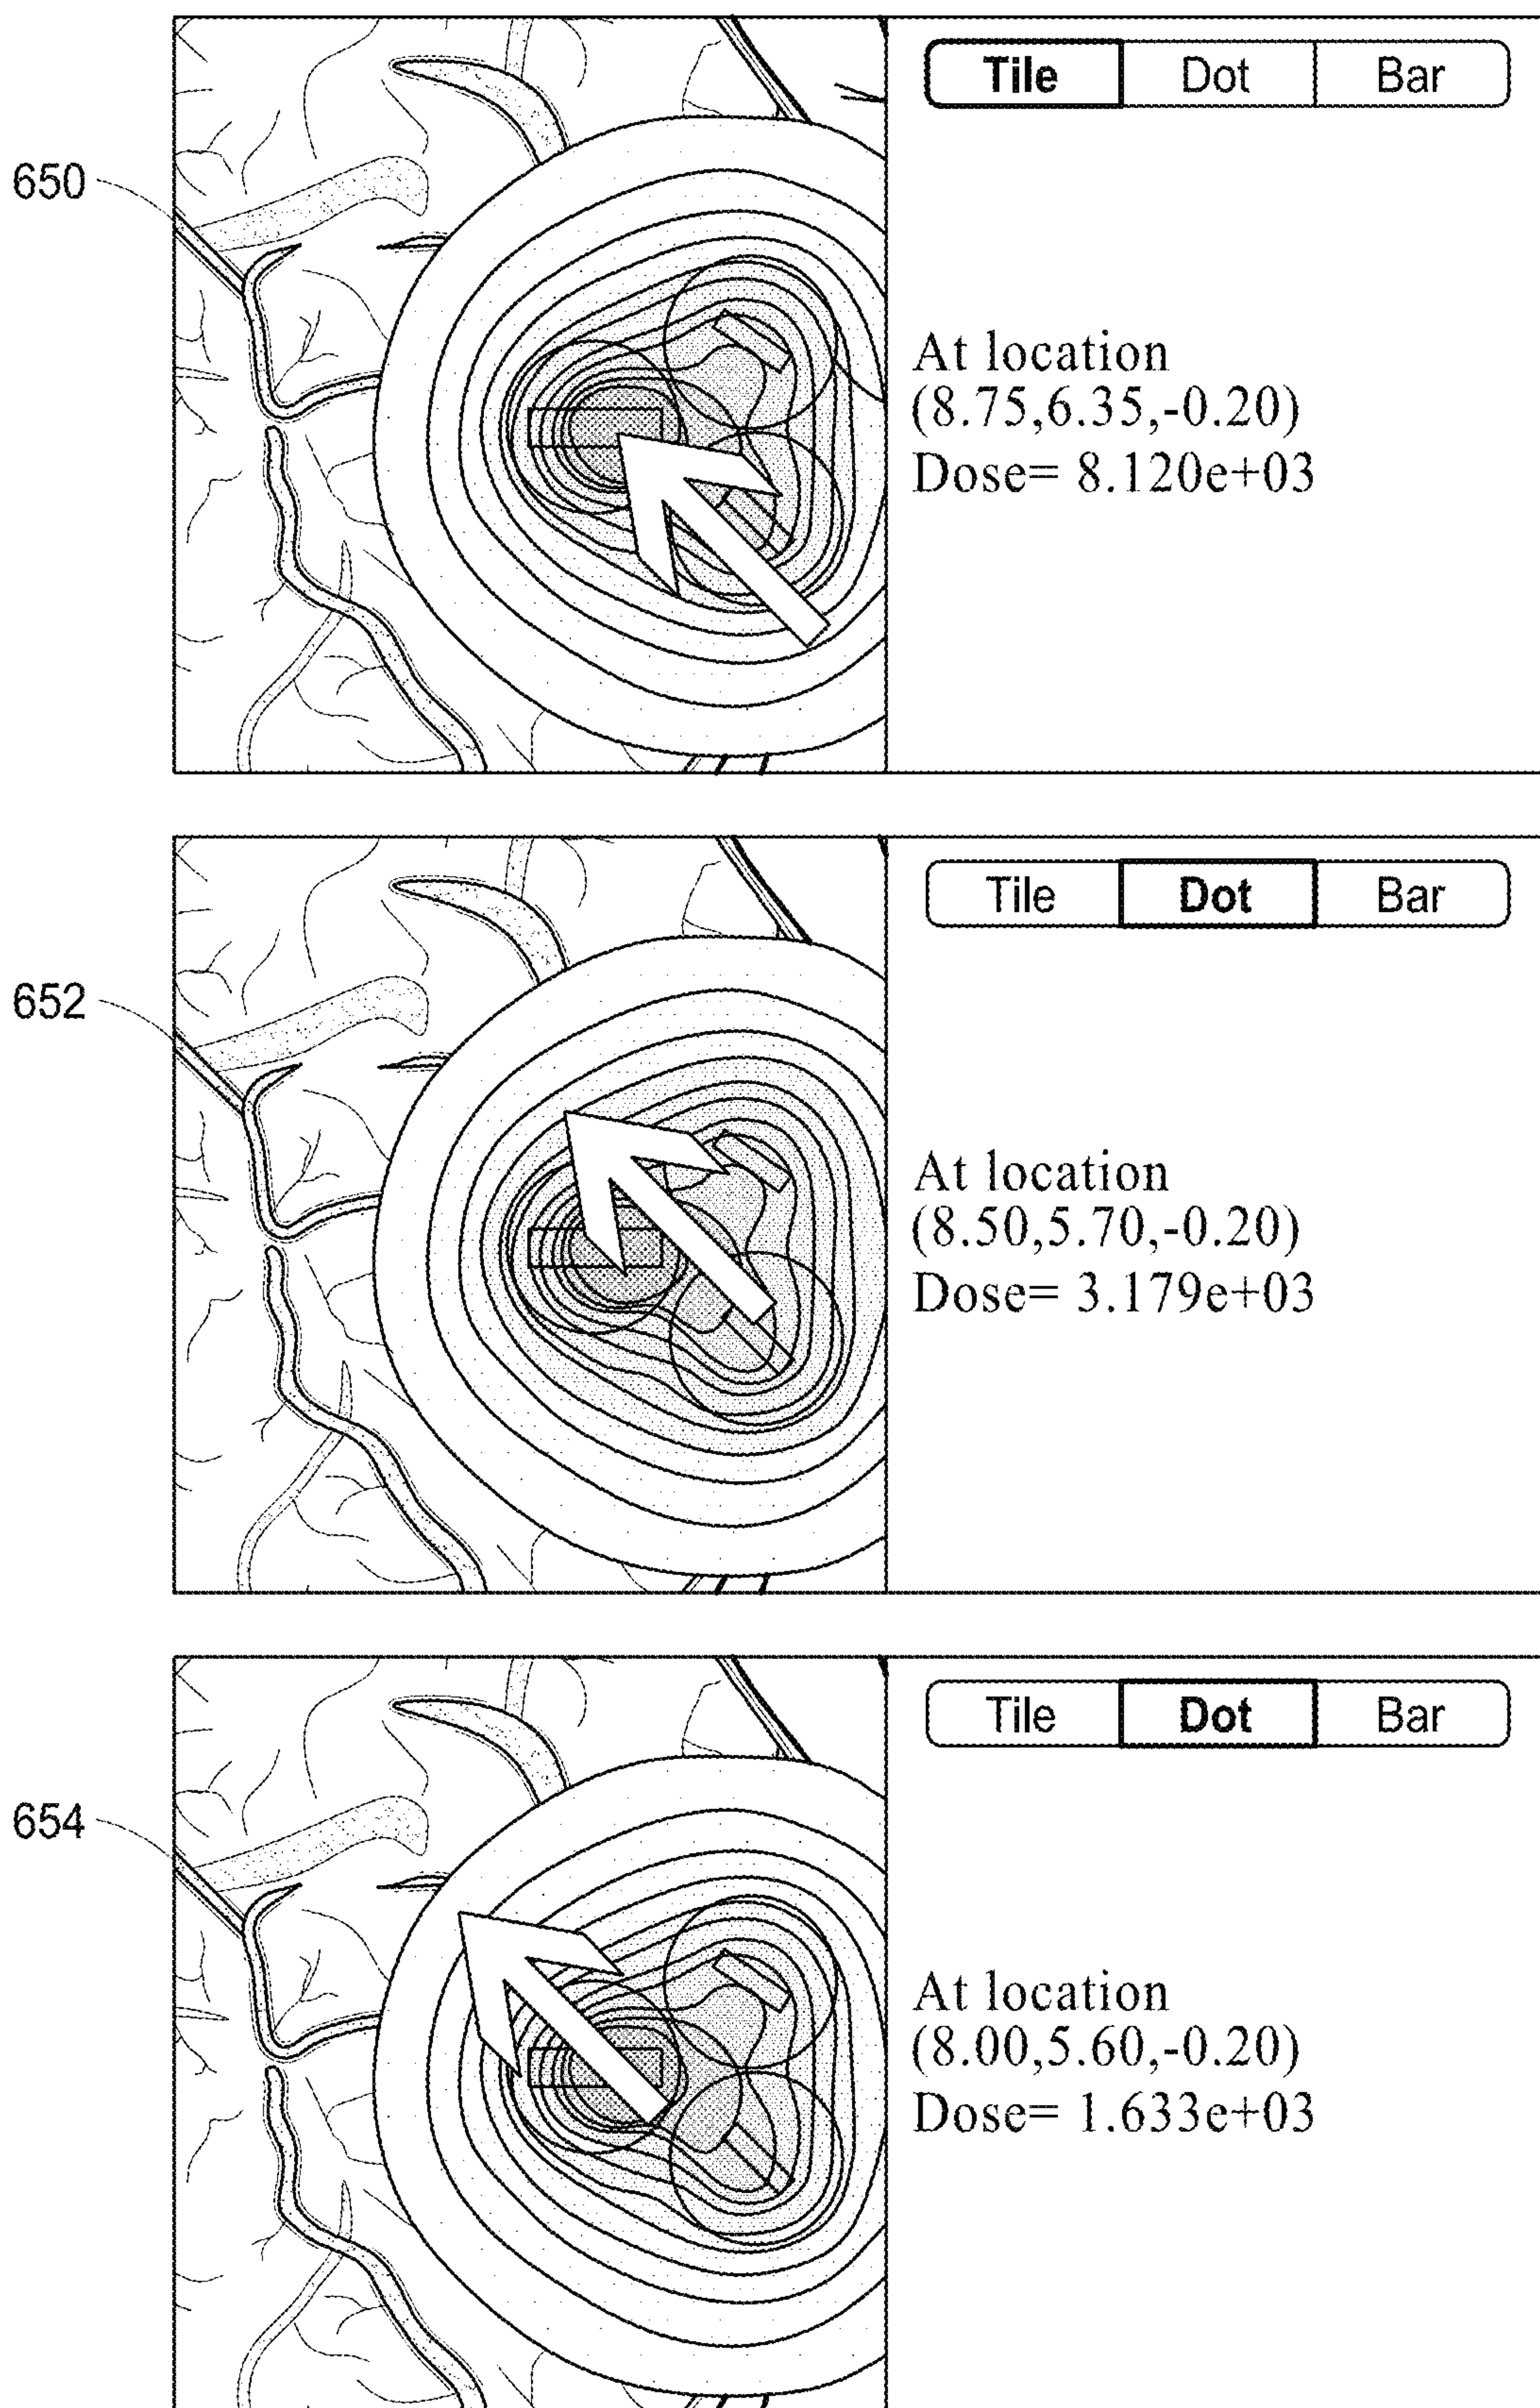 Tile Dot Bar
650
At location
(8.75,6.35,-0.20)
Dose= 8.120e+03
Tile Dot Bar
652
At location
(8.50,5.70,-0.20)
Dose= 3.179e+03
Tile Dot Bar
654
At location
(8.00,5.60,-0.20)
Dose= 1.633e+03